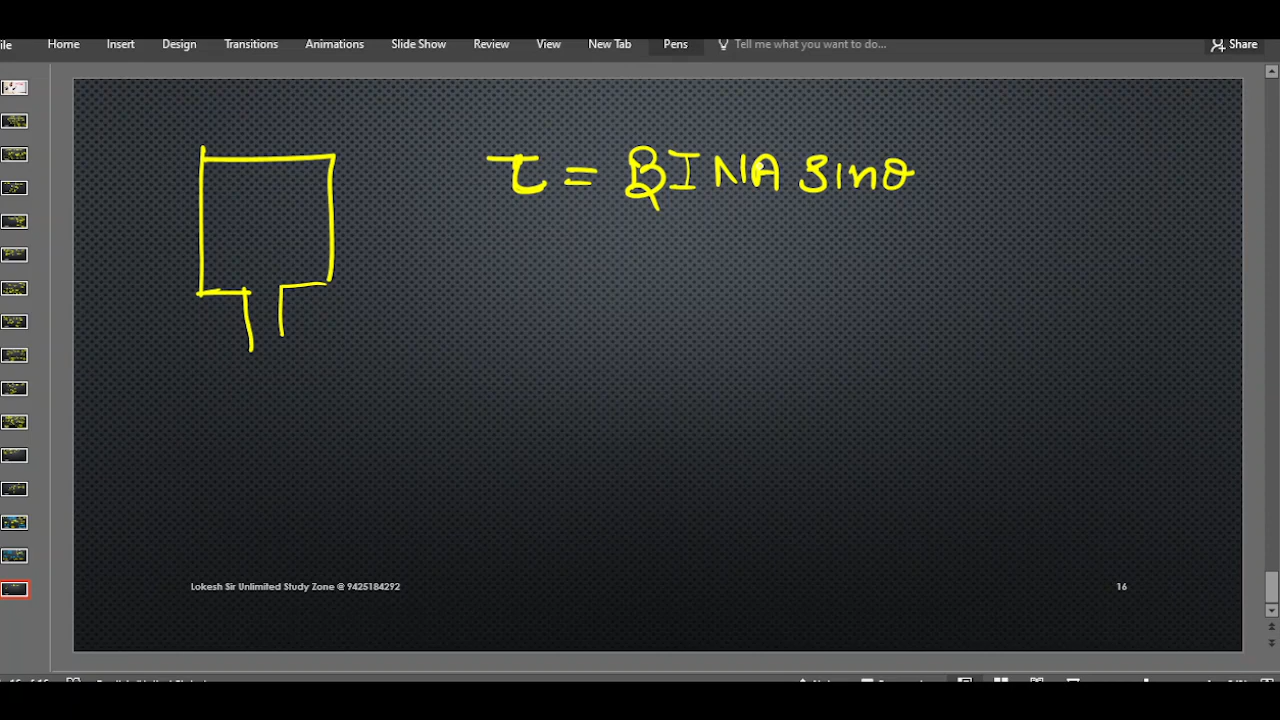 ile Home Insert Design Transitions Animations Slide Show Review View New Tab Pens Tell me what you want to do... Share
τ = BINA sinθ
Lokesh Sir Unlimited Study Zone @ 9425184292 16